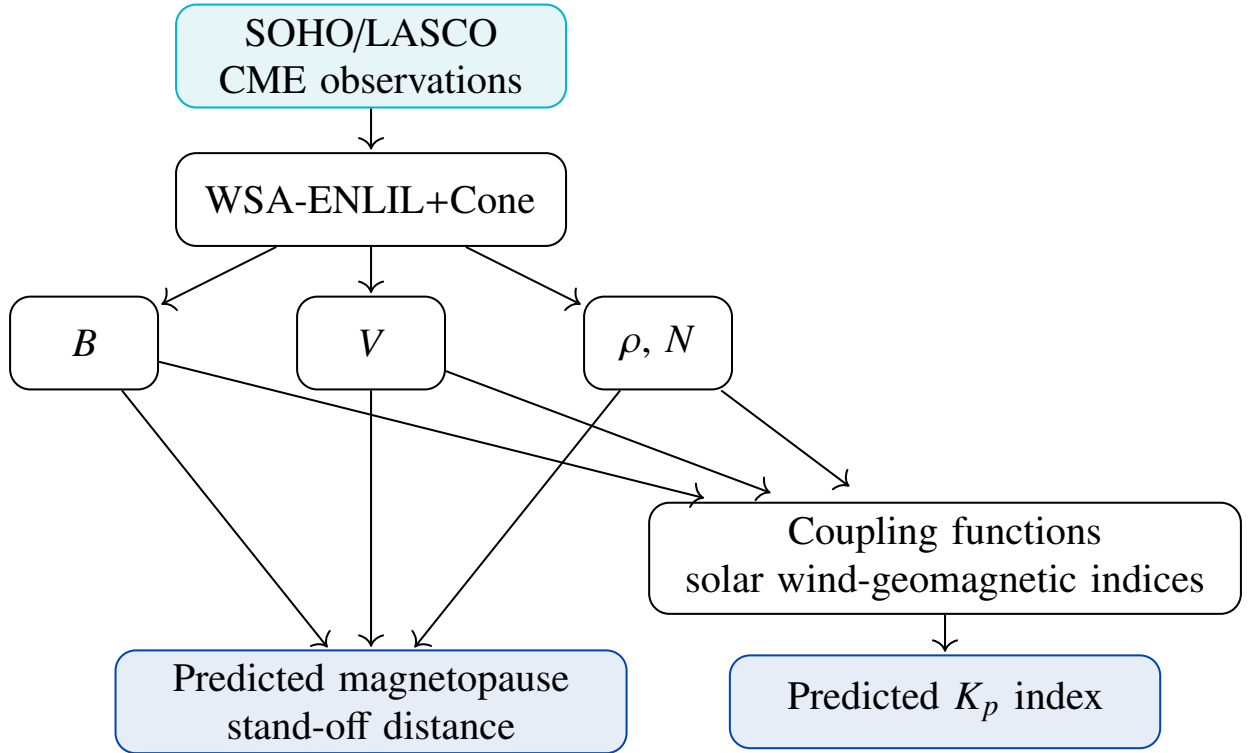 SOHO/LASCO
CME observations
WSA-ENLIL+Cone
B
V
ρ, N
Coupling functions
solar wind-geomagnetic indices
Predicted magnetopause
stand-off distance
Predicted K_p index